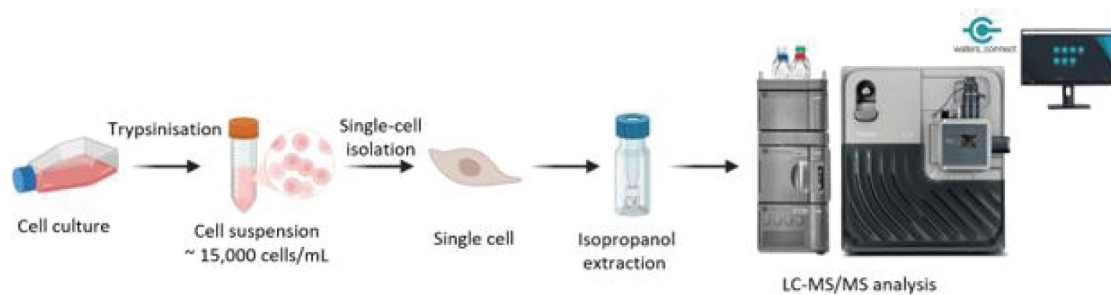 waters_connect
Trypsinisation
Single-cell
isolation
Cell culture
Cell suspension
~ 15,000 cells/mL
Single cell
Isopropanol
extraction
LC-MS/MS analysis